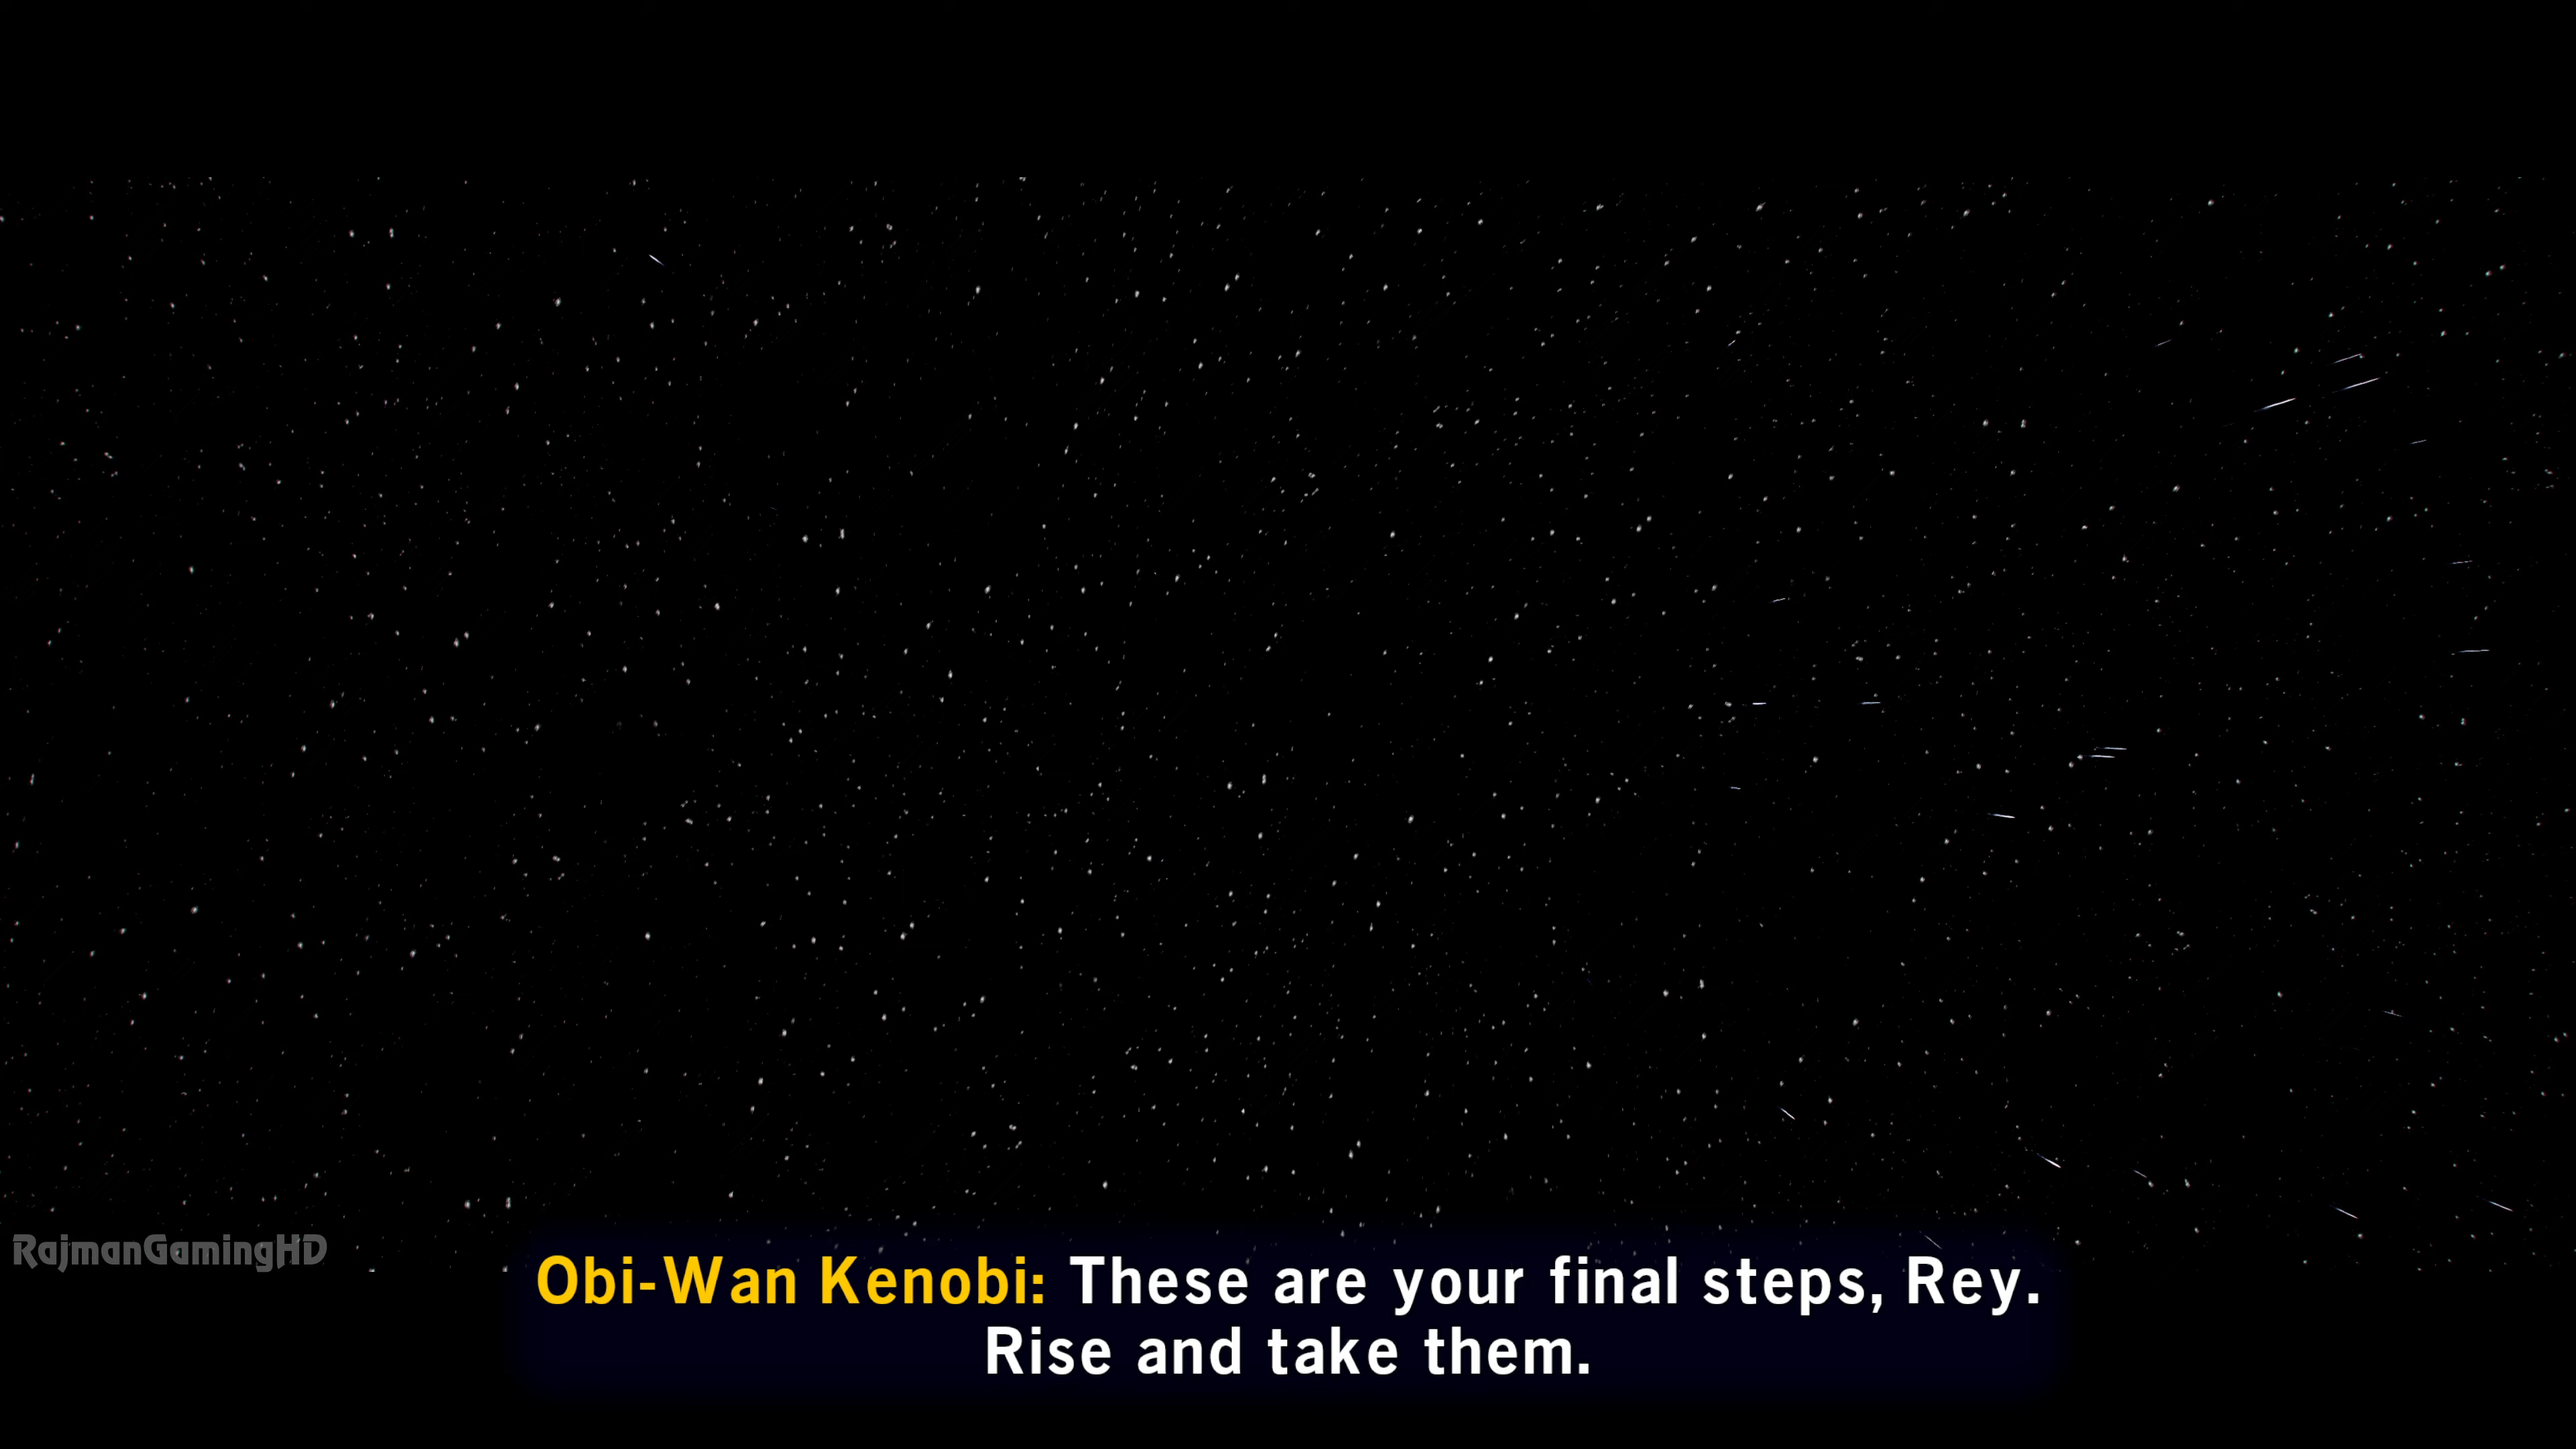 RajmanGamingHD
Obi-Wan Kenobi: These are your final steps, Rey.
Rise and take them.